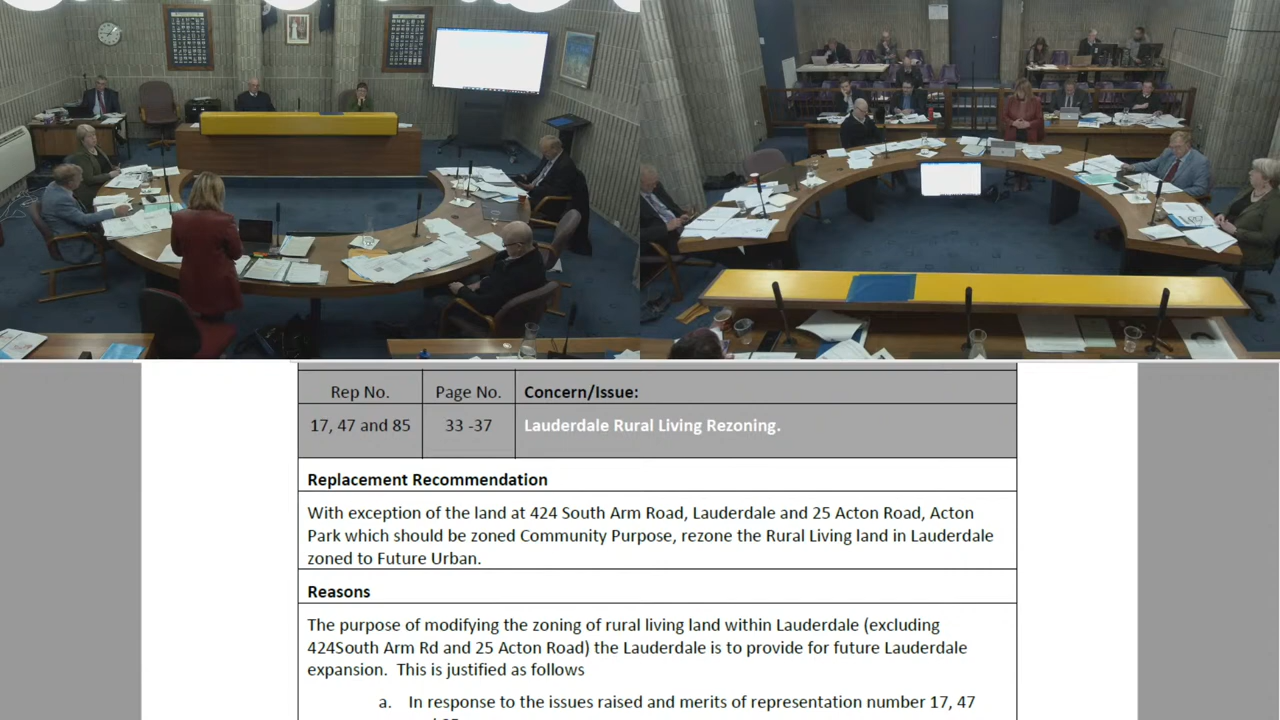 Rep No.
Page No.
Concern/Issue:
17, 47 and 85
33 -37
Lauderdale Rural Living Rezoning.
Replacement Recommendation
With exception of the land at 424 South Arm Road, Lauderdale and 25 Acton Road, Acton
Park which should be zoned Community Purpose, rezone the Rural Living land in Lauderdale
zoned to Future Urban.
Reasons
The purpose of modifying the zoning of rural living land within Lauderdale (excluding
424South Arm Rd and 25 Acton Road) the Lauderdale is to provide for future Lauderdale
expansion. This is justified as follows
a. In response to the issues raised and merits of representation number 17, 47